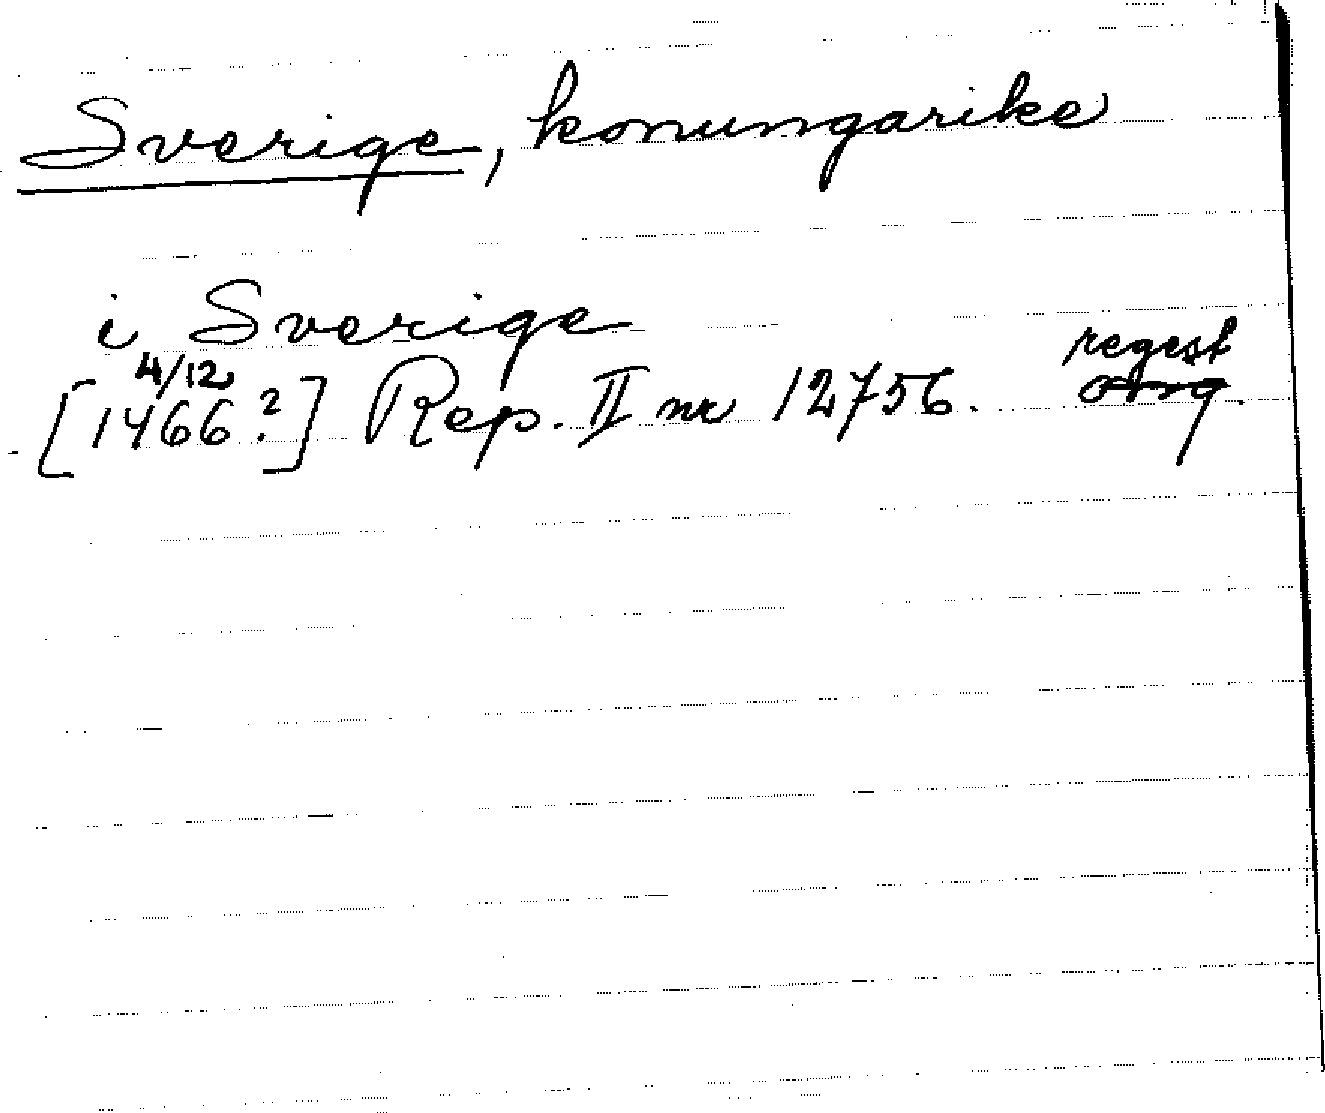 Sverige, konungarike
i Sverige
4/12 regest
[1466?] Rep. II nr 12756. orig.